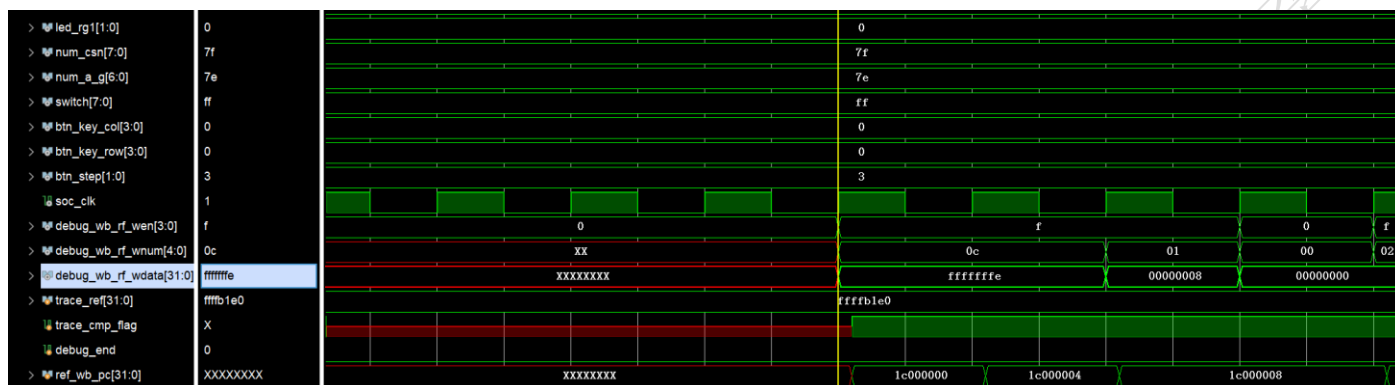 led_rg1[1:0] 0 0
num_csn[7:0] 7f 7f
num_a_g[6:0] 7e 7e
switch[7:0] ff ff
btn_key_col[3:0] 0 0
btn_key_row[3:0] 0 0
btn_step[1:0] 3 3
soc_clk 1
debug_wb_rf_wen[3:0] f 0 f 0 f
debug_wb_rf_wnum[4:0] 0c XX 0c 01 00 02
debug_wb_rf_wdata[31:0] fffffffe XXXXXXXX fffffffe 00000008 00000000
trace_ref[31:0] ffffb1e0 ffffb1e0
trace_cmp_flag X
debug_end 0
ref_wb_pc[31:0] XXXXXXXX XXXXXXXX 1c000000 1c000004 1c000008